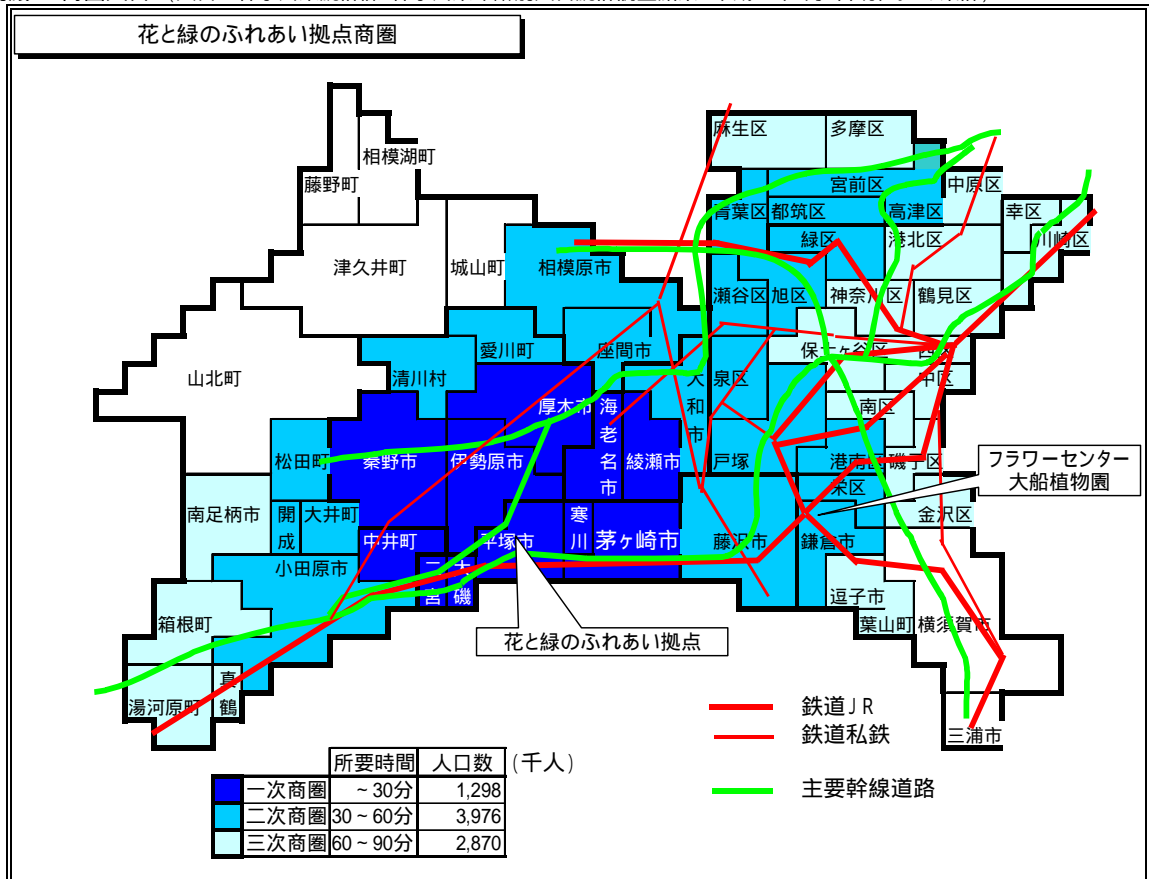 花と緑のふれあい拠点商圏
麻生区
多摩区
相模湖町
藤野町
宮前区
中原区
青葉区
都筑区
高津区
幸区
川崎区
緑区
港北区
津久井町
城山町
相模原市
瀬谷区
旭区
神奈川区
鶴見区
愛川町
座間市
保土ヶ谷区
西区
山北町
清川村
大和市
泉区
中区
厚木市
海老名市
南区
松田町
秦野市
伊勢原市
綾瀬市
戸塚
港南区
磯子区
フラワーセンター
大船植物園
栄区
南足柄市
開成
大井町
寒川
金沢区
中井町
平塚市
茅ヶ崎市
藤沢市
鎌倉市
小田原市
二宮
大磯
逗子市
箱根町
葉山町
横須賀市
花と緑のふれあい拠点
真鶴
湯河原町
鉄道JR
鉄道私鉄
三浦市
主要幹線道路
所要時間 人口数 (千人)
一次商圏 ~30分 1,298
二次商圏 30~60分 3,976
三次商圏 60~90分 2,870